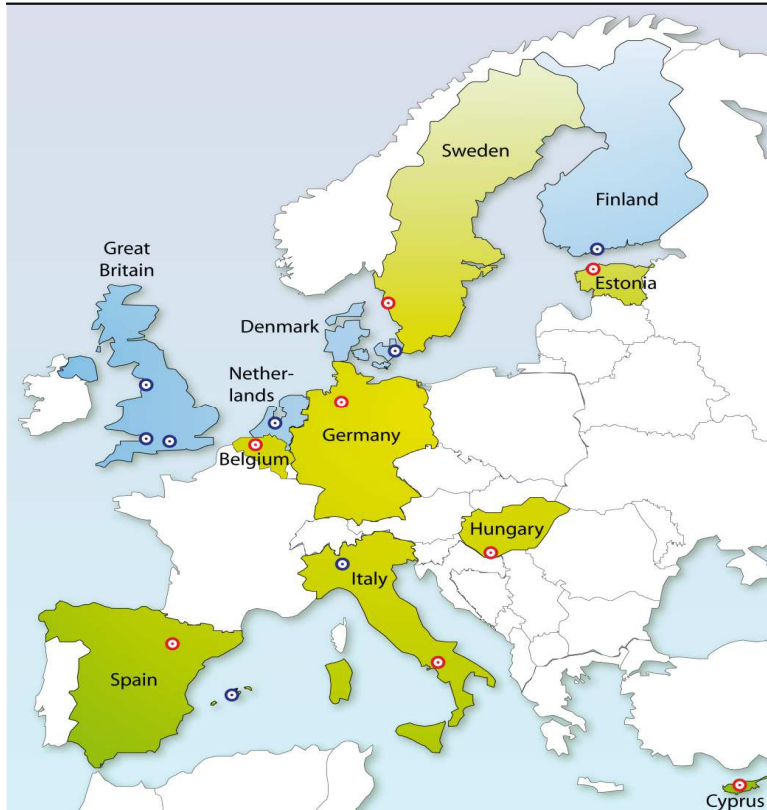 Sweden
Finland
Great
Britain
Estonia
Denmark
Nether-
lands
Germany
Belgium
Hungary
Italy
Spain
Cyprus